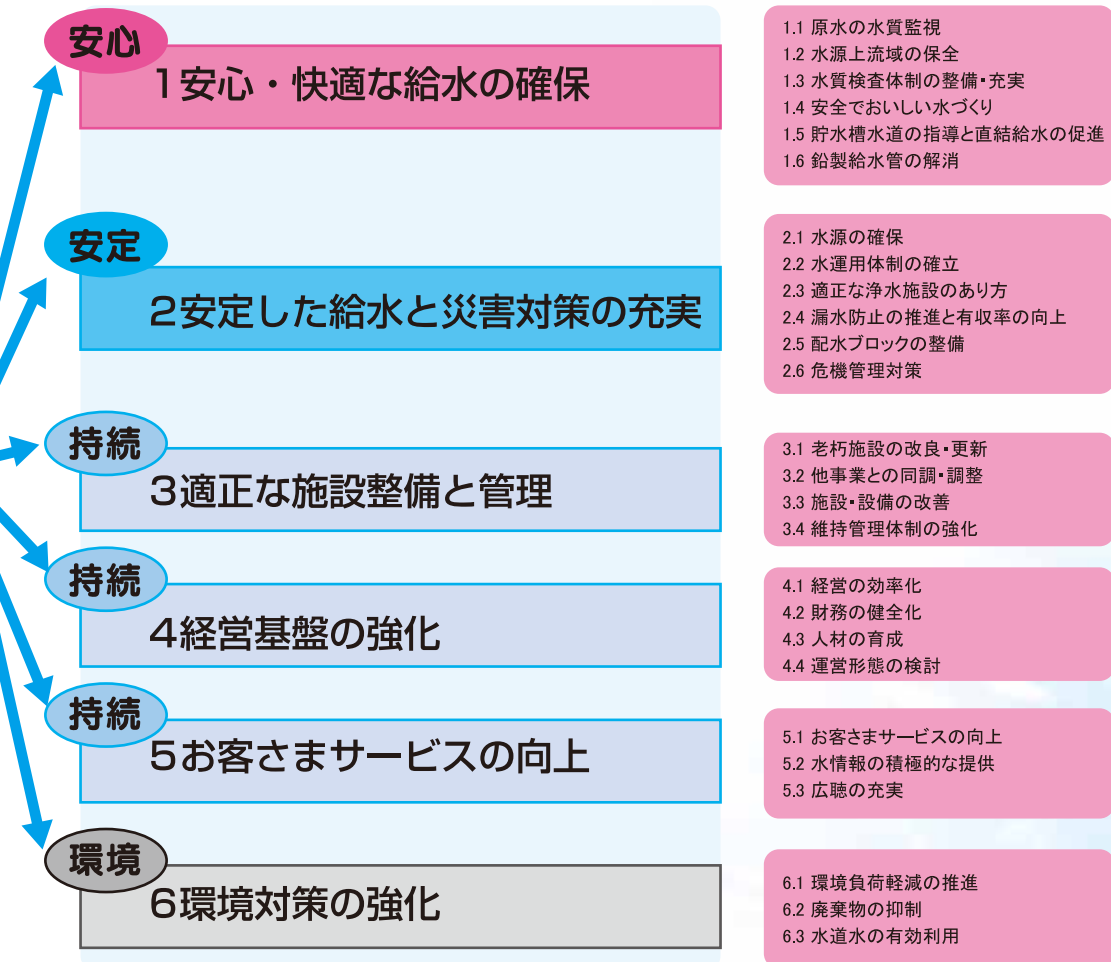 安心
1安心・快適な給水の確保
1.1 原水の水質監視
1.2 水源上流域の保全
1.3 水質検査体制の整備・充実
1.4 安全でおいしい水づくり
1.5 貯水槽水道の指導と直結給水の促進
1.6 鉛製給水管の解消
安定
2安定した給水と災害対策の充実
2.1 水源の確保
2.2 水運用体制の確立
2.3 適正な浄水施設のあり方
2.4 漏水防止の推進と有収率の向上
2.5 配水ブロックの整備
2.6 危機管理対策
持続
3適正な施設整備と管理
3.1 老朽施設の改良・更新
3.2 他事業との同調・調整
3.3 施設・設備の改善
3.4 維持管理体制の強化
持続
4経営基盤の強化
4.1 経営の効率化
4.2 財務の健全化
4.3 人材の育成
4.4 運営形態の検討
持続
5お客さまサービスの向上
5.1 お客さまサービスの向上
5.2 水情報の積極的な提供
5.3 広聴の充実
環境
6環境対策の強化
6.1 環境負荷軽減の推進
6.2 廃棄物の抑制
6.3 水道水の有効利用